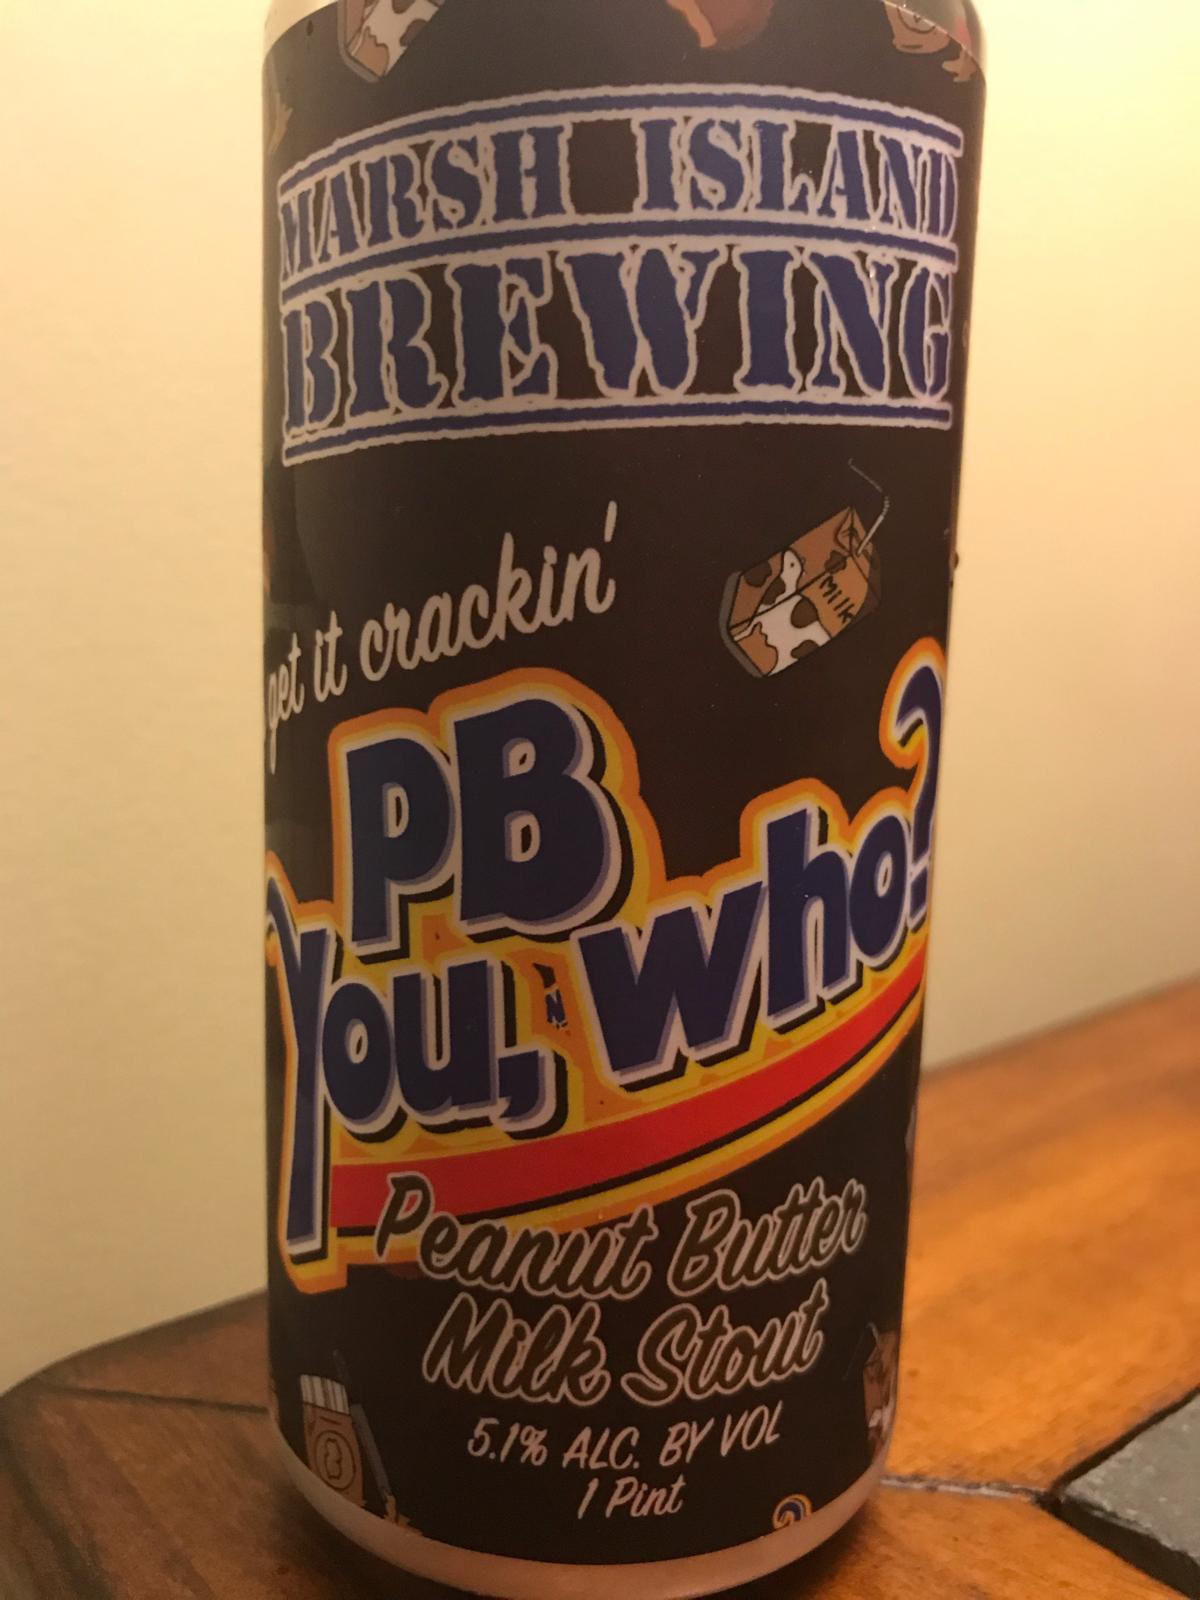 MARSH ISLAND
BREWING
get it crackin'
Milk
PB
You, 'N who?
Peanut Butter
Milk Stout
5.1% ALC. BY VOL
1 Pint